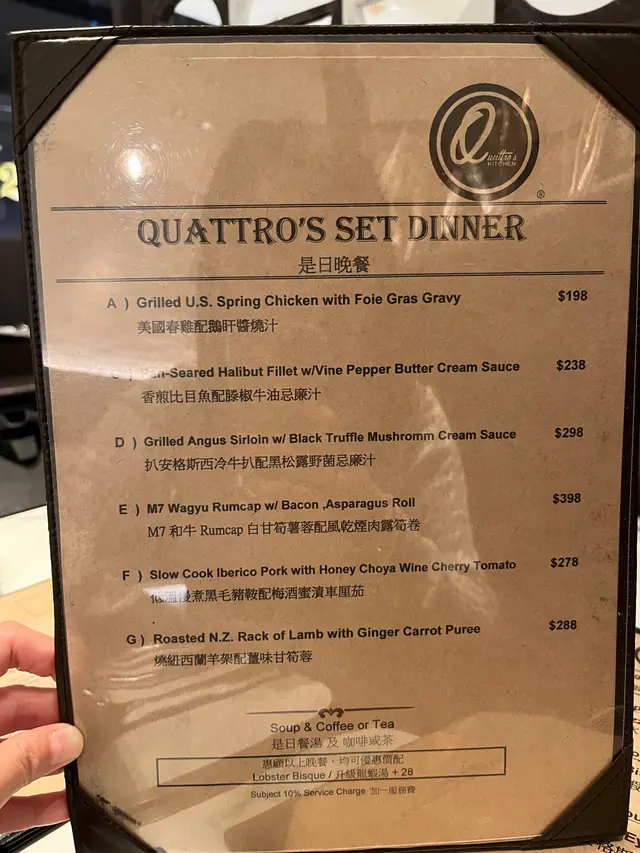 Quattro's
KITCHEN
®
QUATTRO'S SET DINNER
是日晚餐
A ) Grilled U.S. Spring Chicken with Foie Gras Gravy $198
美國春雞配鵝肝醬燒汁
) Pan-Seared Halibut Fillet w/Vine Pepper Butter Cream Sauce $238
香煎比目魚配滕椒牛油忌廉汁
D ) Grilled Angus Sirloin w/ Black Truffle Mushromm Cream Sauce $298
扒安格斯西冷牛扒配黑松露野菌忌廉汁
E ) M7 Wagyu Rumcap w/ Bacon ,Asparagus Roll $398
M7 和牛 Rumcap 白甘筍薯蓉配風乾煙肉露筍卷
F ) Slow Cook Iberico Pork with Honey Choya Wine Cherry Tomato $278
低溫慢煮黑毛豬鞍配梅酒蜜漬車厘茄
G ) Roasted N.Z. Rack of Lamb with Ginger Carrot Puree $288
燒紐西蘭羊架配薑味甘筍蓉
Soup & Coffee or Tea
是日餐湯 及 咖啡或茶
惠顧以上晚餐，均可優惠價配
Lobster Bisque / 升級龍蝦湯 + 28
Subject 10% Service Charge 加一服務費